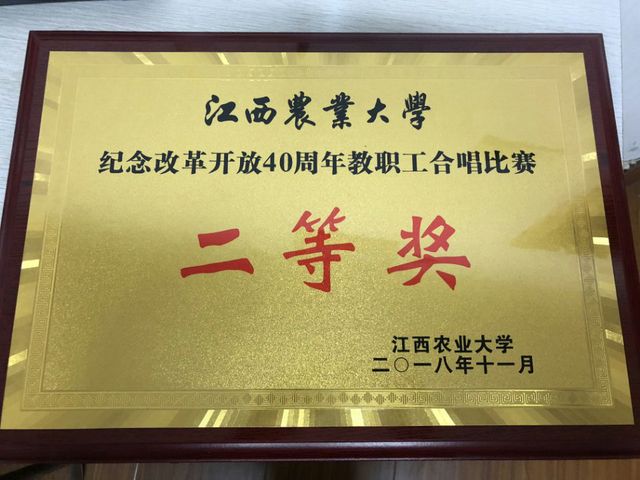 江西農業大學
纪念改革开放40周年教职工合唱比赛
二等奖
江西农业大学
二〇一八年十一月